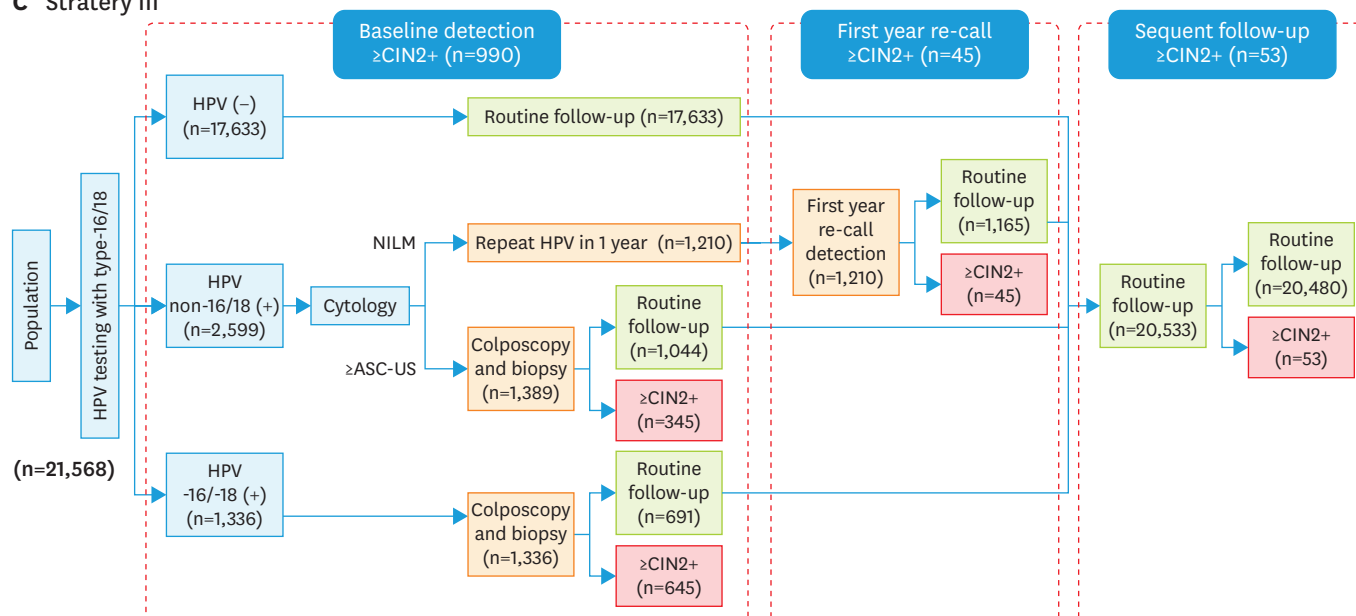 C Stratery III
Baseline detection
≥CIN2+ (n=990)
First year re-call
≥CIN2+ (n=45)
Sequent follow-up
≥CIN2+ (n=53)
Population
(n=21,568)
HPV testing with type-16/18
HPV (−)
(n=17,633)
Routine follow-up (n=17,633)
HPV
non-16/18 (+)
(n=2,599)
Cytology
NILM
Repeat HPV in 1 year (n=1,210)
First year
re-call
detection
(n=1,210)
Routine
follow-up
(n=1,165)
≥CIN2+
(n=45)
≥ASC-US
Colposcopy
and biopsy
(n=1,389)
Routine
follow-up
(n=1,044)
≥CIN2+
(n=345)
HPV
-16/-18 (+)
(n=1,336)
Colposcopy
and biopsy
(n=1,336)
Routine
follow-up
(n=691)
≥CIN2+
(n=645)
Routine
follow-up
(n=20,533)
Routine
follow-up
(n=20,480)
≥CIN2+
(n=53)